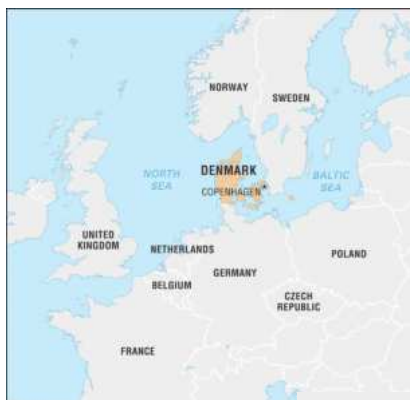 NORWAY
SWEDEN
NORTH
SEA
DENMARK
COPENHAGEN
BALTIC
SEA
UNITED
KINGDOM
NETHERLANDS
BELGIUM
GERMANY
POLAND
CZECH
REPUBLIC
FRANCE